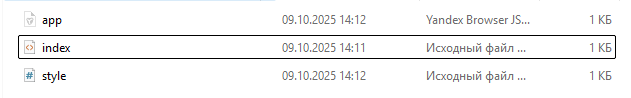 app 09.10.2025 14:12 Yandex Browser JS... 1 КБ
index 09.10.2025 14:11 Исходный файл ... 1 КБ
style 09.10.2025 14:12 Исходный файл ... 1 КБ